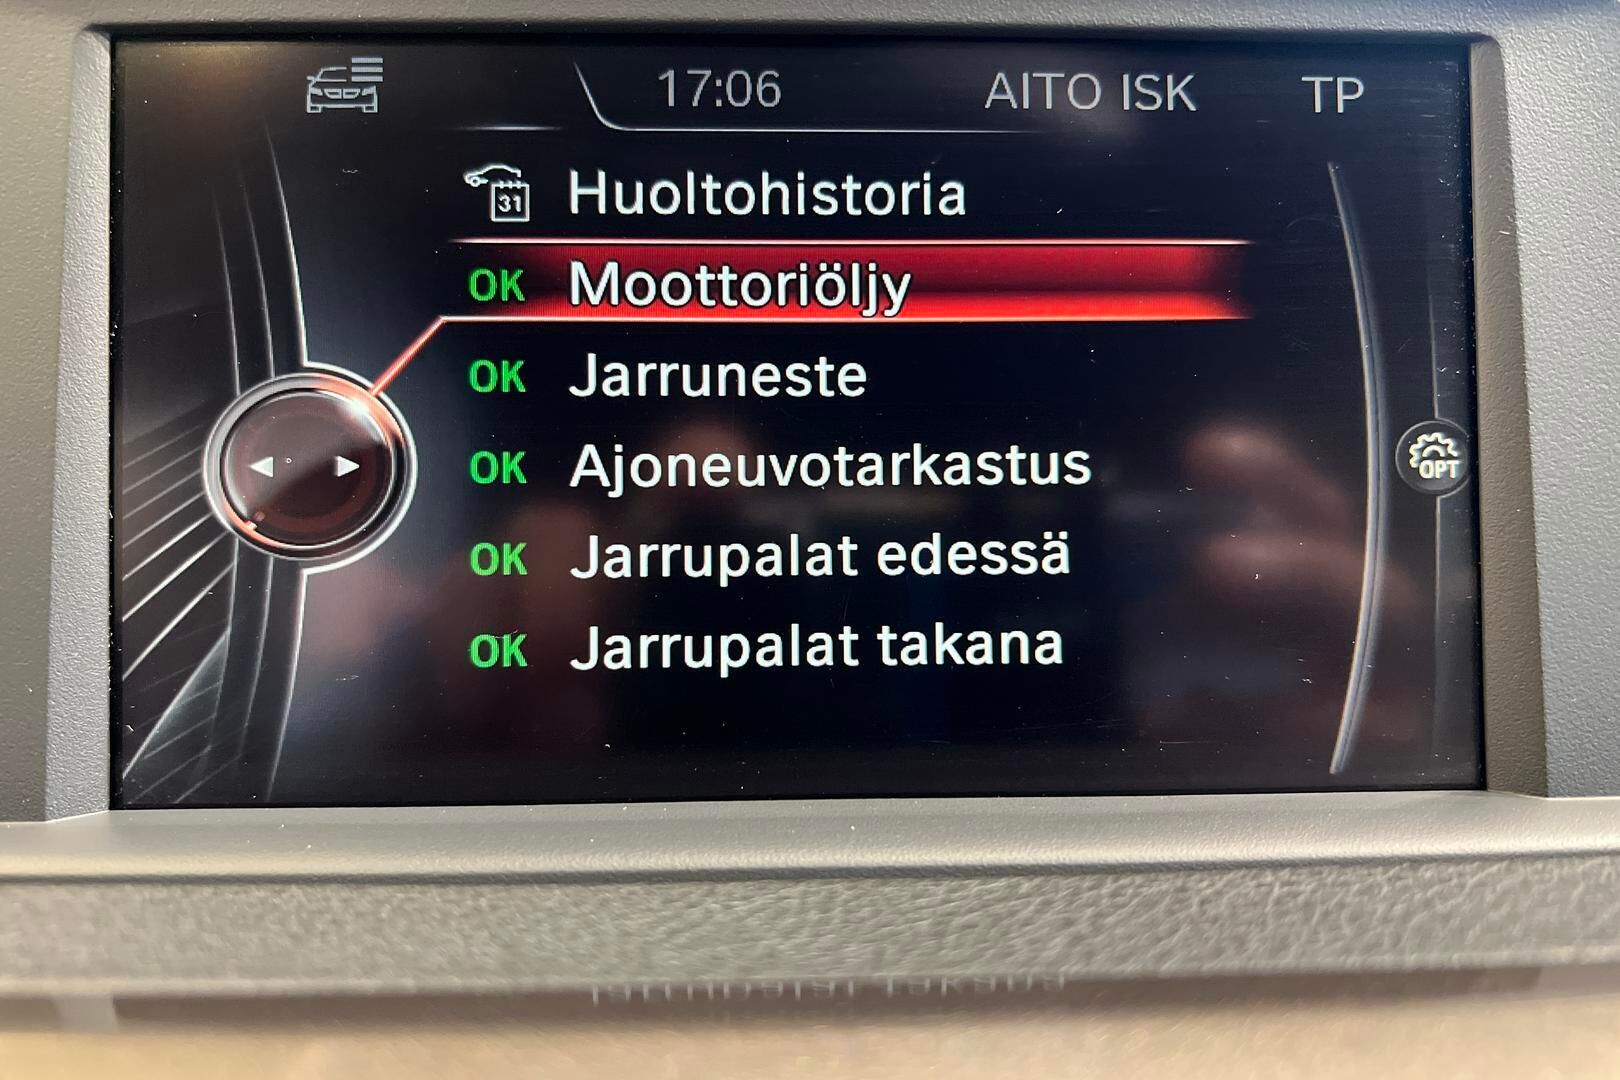 17:06 AITO ISK TP
31 Huoltohistoria
OK Moottoriöljy
OK Jarruneste
OK Ajoneuvotarkastus
OPT
OK Jarrupalat edessä
OK Jarrupalat takana